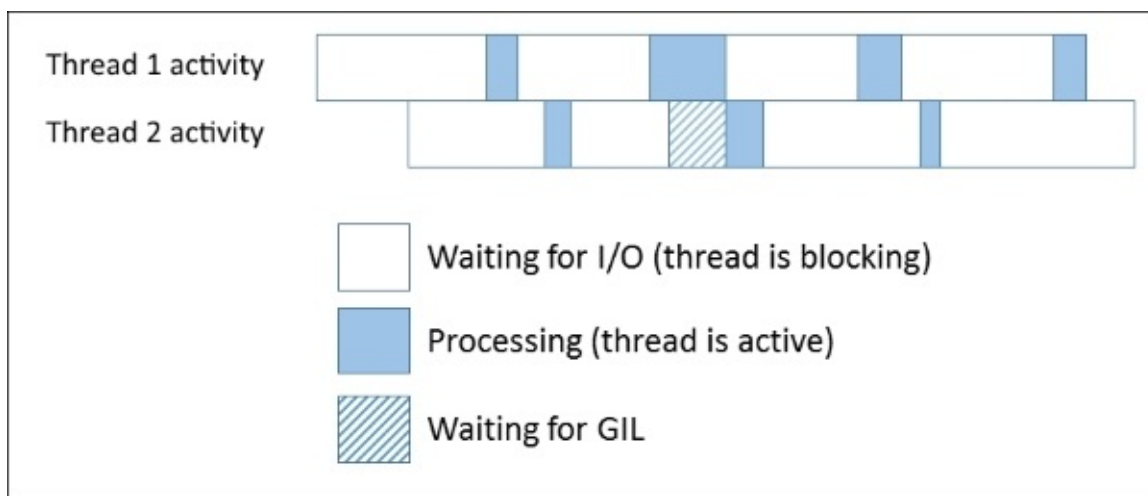 Thread 1 activity
Thread 2 activity
Waiting for I/O (thread is blocking)
Processing (thread is active)
Waiting for GIL